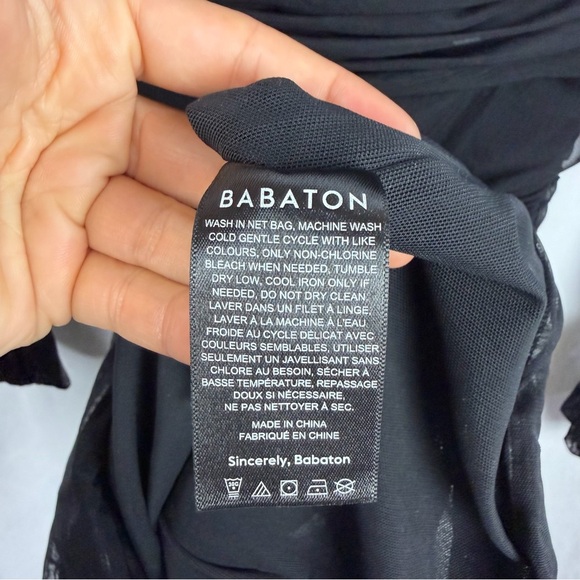 BABATON
WASH IN NET BAG, MACHINE WASH
COLD GENTLE CYCLE WITH LIKE
COLOURS, ONLY NON-CHLORINE
BLEACH WHEN NEEDED, TUMBLE
DRY LOW, COOL IRON ONLY IF
NEEDED, DO NOT DRY CLEAN.
LAVER DANS UN FILET À LINGE.
LAVER À LA MACHINE À L'EAU
FROIDE AU CYCLE DÉLICAT AVEC
COULEURS SEMBLABLES, UTILISER
SEULEMENT UN JAVELLISANT SANS
CHLORE AU BESOIN, SÉCHER À
BASSE TEMPÉRATURE, REPASSAGE
DOUX SI NÉCESSAIRE,
NE PAS NETTOYER À SEC.
MADE IN CHINA
FABRIQUÉ EN CHINE
Sincerely, Babaton